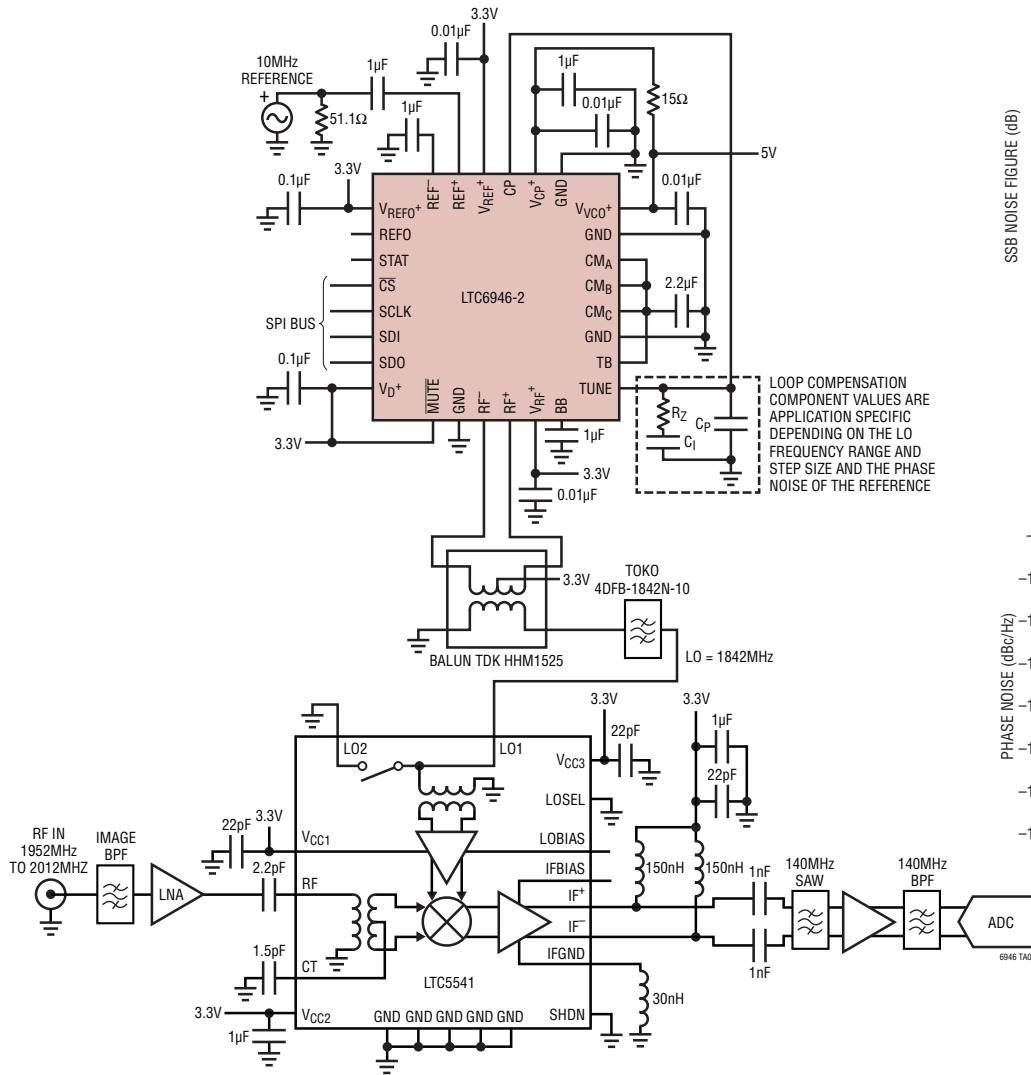 3.3V
0.01µF
10MHz
REFERENCE
+
51.1Ω
1µF
1µF
1µF
0.01µF
15Ω
5V
3.3V
0.1µF
REF⁻
REF⁺
V_REF⁺
CP
V_CP⁺
GND
V_REFO⁺
REFO
STAT
CS
SCLK
SDI
SDO
V_D⁺
SPI BUS
0.1µF
3.3V
LTC6946-2
V_VCO⁺
GND
CM_A
CM_B
CM_C
GND
TB
TUNE
0.01µF
2.2µF
MUTE
GND
RF⁻
RF⁺
V_RF⁺
BB
1µF
3.3V
0.01µF
R_Z
C_I
C_P
LOOP COMPENSATION
COMPONENT VALUES ARE
APPLICATION SPECIFIC
DEPENDING ON THE LO
FREQUENCY RANGE AND
STEP SIZE AND THE PHASE
NOISE OF THE REFERENCE
3.3V
BALUN TDK HHM1525
TOKO
4DFB-1842N-10
LO = 1842MHz
LO2
LO1
3.3V
22pF
V_CC3
LOSEL
LOBIAS
IFBIAS
IF⁺
IF⁻
IFGND
SHDN
3.3V
1µF
22pF
150nH
150nH
RF IN
1952MHz
TO 2012MHZ
IMAGE
BPF
LNA
22pF
3.3V
V_CC1
2.2pF
RF
1.5pF
CT
3.3V
V_CC2
1µF
GND GND GND GND GND
LTC5541
30nH
1nF
1nF
140MHz
SAW
140MHz
BPF
ADC
6946 TA0
SSB NOISE FIGURE (dB)
PHASE NOISE (dBc/Hz)
–
–1
–1
–1
–1
–1
–1
–1